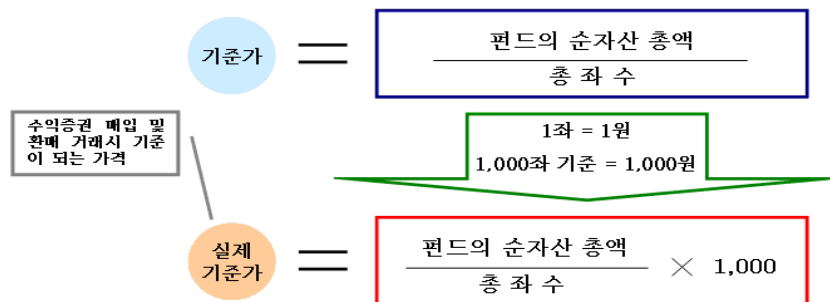 기준가
=
펀드의 순자산 총액
총 좌 수
수익증권 매입 및
환매 거래시 기준
이 되는 가격
1좌 = 1원
1,000좌 기준 = 1,000원
실제
기준가
=
펀드의 순자산 총액
총 좌 수
× 1,000